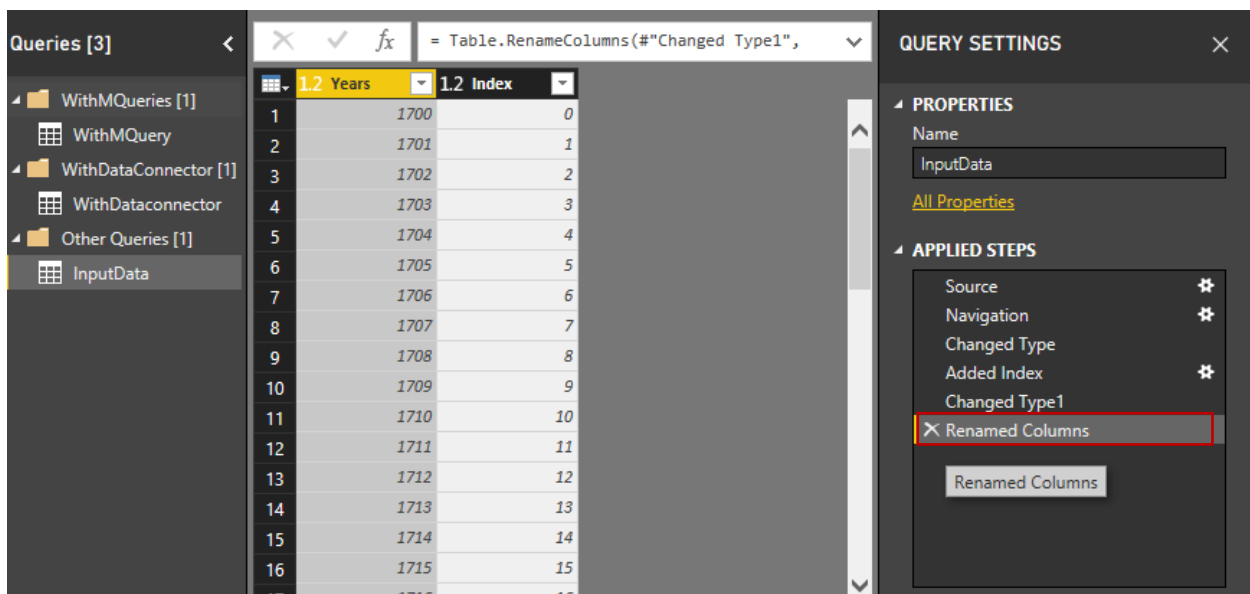 Queries [3]
WithMQueries [1]
WithMQuery
WithDataConnector [1]
WithDataconnector
Other Queries [1]
InputData
fx = Table.RenameColumns(#"Changed Type1",
1.2 Years 1.2 Index
1 1700 0
2 1701 1
3 1702 2
4 1703 3
5 1704 4
6 1705 5
7 1706 6
8 1707 7
9 1708 8
10 1709 9
11 1710 10
12 1711 11
13 1712 12
14 1713 13
15 1714 14
16 1715 15
QUERY SETTINGS
PROPERTIES
Name
InputData
All Properties
APPLIED STEPS
Source
Navigation
Changed Type
Added Index
Changed Type1
Renamed Columns
Renamed Columns